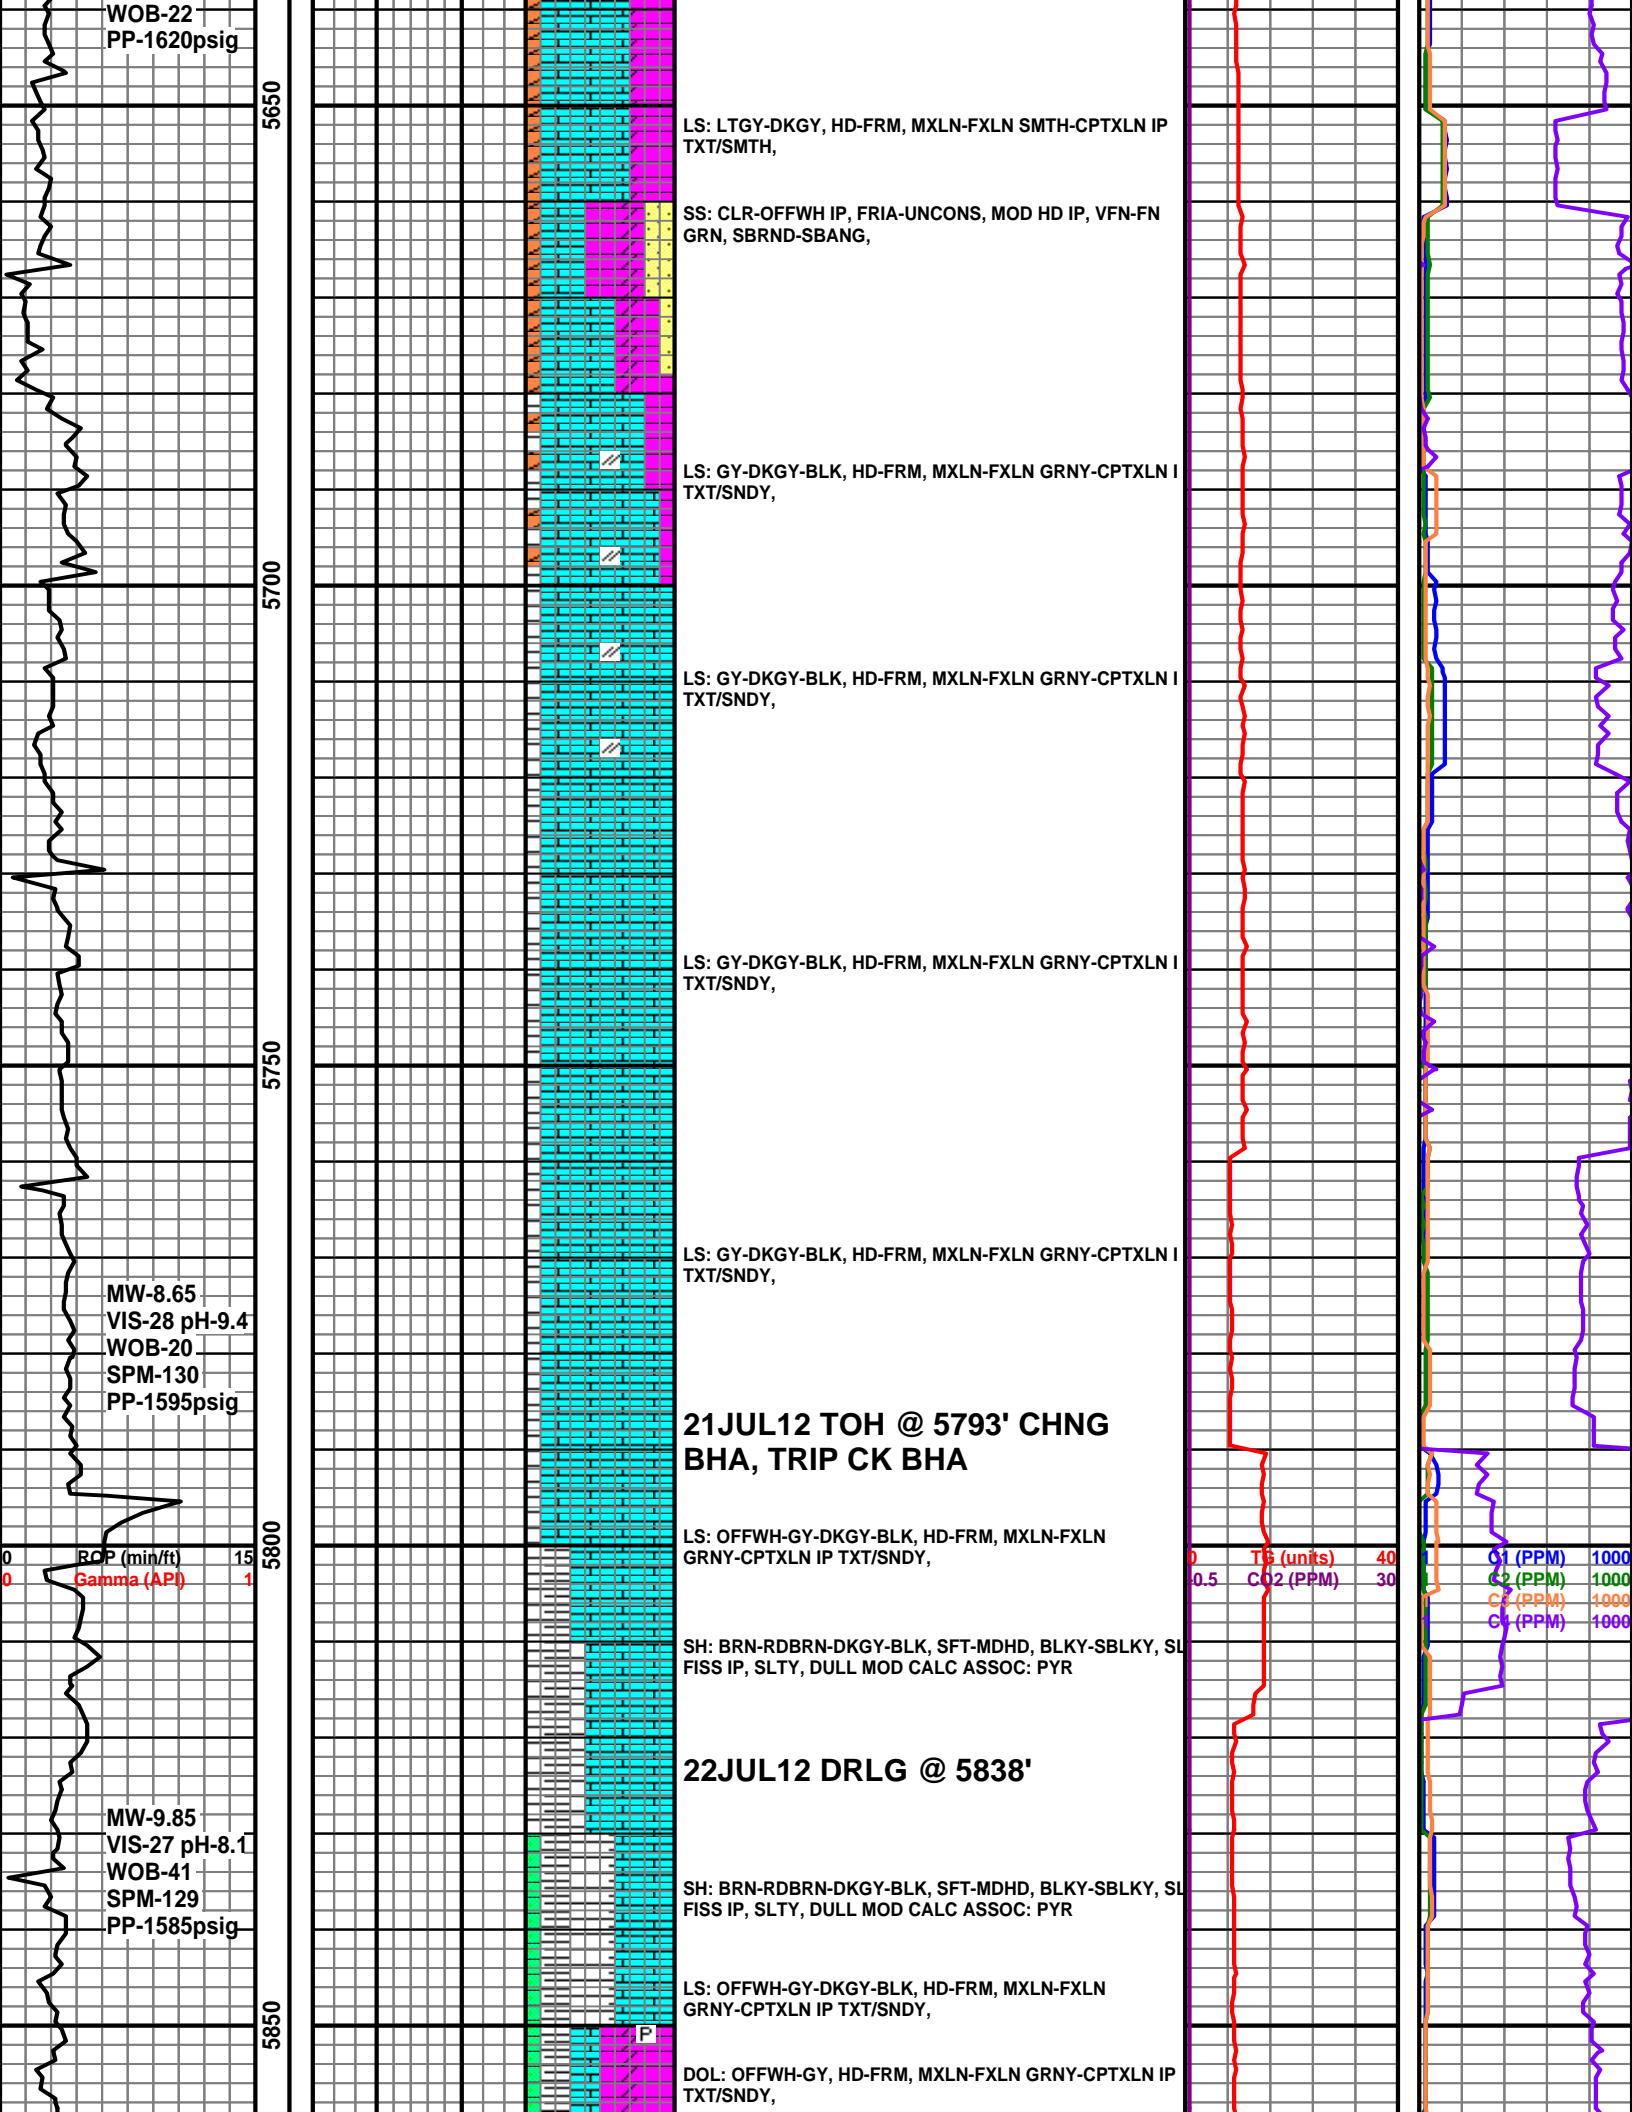 WOB-22
PP-1620psig
5650
LS: LTGY-DKGY, HD-FRM, MXLN-FXLN SMTH-CPTXLN IP
TXT/SMTH,
SS: CLR-OFFWH IP, FRIA-UNCONS, MOD HD IP, VFN-FN
GRN, SBRND-SBANG,
LS: GY-DKGY-BLK, HD-FRM, MXLN-FXLN GRNY-CPTXLN I
TXT/SNDY,
5700
LS: GY-DKGY-BLK, HD-FRM, MXLN-FXLN GRNY-CPTXLN I
TXT/SNDY,
LS: GY-DKGY-BLK, HD-FRM, MXLN-FXLN GRNY-CPTXLN I
TXT/SNDY,
5750
LS: GY-DKGY-BLK, HD-FRM, MXLN-FXLN GRNY-CPTXLN I
TXT/SNDY,
MW-8.65
VIS-28 pH-9.4
WOB-20
SPM-130
PP-1595psig
21JUL12 TOH @ 5793' CHNG
BHA, TRIP CK BHA
5800
LS: OFFWH-GY-DKGY-BLK, HD-FRM, MXLN-FXLN
GRNY-CPTXLN IP TXT/SNDY,
0 ROP (min/ft) 15
0 Gamma (API) 1
0 TG (units) 40
-0.5 CO2 (PPM) 30
1 C1 (PPM) 1000
C2 (PPM) 1000
C3 (PPM) 1000
C4 (PPM) 1000
SH: BRN-RDBRN-DKGY-BLK, SFT-MDHD, BLKY-SBLKY, SL
FISS IP, SLTY, DULL MOD CALC ASSOC: PYR
22JUL12 DRLG @ 5838'
MW-9.85
VIS-27 pH-8.1
WOB-41
SPM-129
PP-1585psig
SH: BRN-RDBRN-DKGY-BLK, SFT-MDHD, BLKY-SBLKY, SL
FISS IP, SLTY, DULL MOD CALC ASSOC: PYR
LS: OFFWH-GY-DKGY-BLK, HD-FRM, MXLN-FXLN
GRNY-CPTXLN IP TXT/SNDY,
5850
P
DOL: OFFWH-GY, HD-FRM, MXLN-FXLN GRNY-CPTXLN IP
TXT/SNDY,